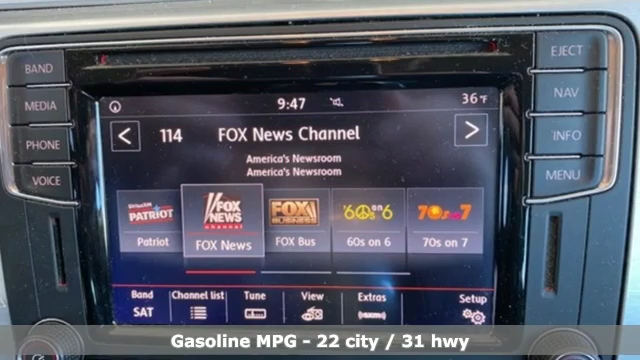 BAND
MEDIA
PHONE
VOICE
EJECT
NAV
INFO
MENU
9:47
36°F
<
114
FOX News Channel
>
America's Newsroom
America's Newsroom
SiriusXM
PATRIOT
Patriot
FOX
NEWS
channel
FOX News
FOX
BUSINESS
FOX Bus
'60s on 6
60s on 6
70s on 7
70s on 7
Band
SAT
Channel list
Tune
View
Extras
Setup
Gasoline MPG - 22 city / 31 hwy